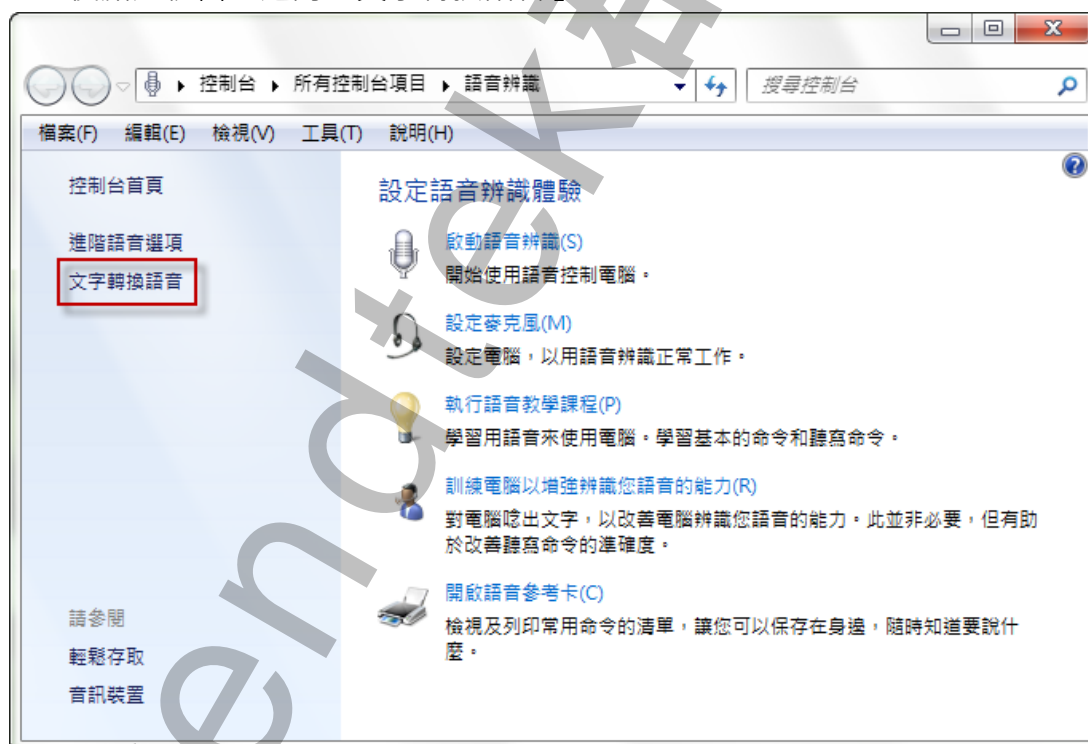 控制台 ▸ 所有控制台項目 ▸ 語音辨識
搜尋控制台
檔案(F) 編輯(E) 檢視(V) 工具(T) 說明(H)
控制台首頁
進階語音選項
文字轉換語音
設定語音辨識體驗
啟動語音辨識(S)
開始使用語音控制電腦。
設定麥克風(M)
設定電腦，以用語音辨識正常工作。
執行語音教學課程(P)
學習用語音來使用電腦。學習基本的命令和聽寫命令。
訓練電腦以增強辨識您語音的能力(R)
對電腦唸出文字，以改善電腦辨識您語音的能力。此並非必要，但有助
於改善聽寫命令的準確度。
開啟語音參考卡(C)
檢視及列印常用命令的清單，讓您可以保存在身邊，隨時知道要說什
麼。
請參閱
輕鬆存取
音訊裝置
endtek